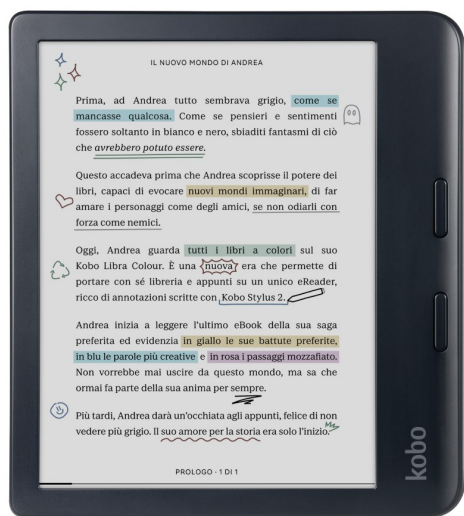 IL NUOVO MONDO DI ANDREA
Prima, ad Andrea tutto sembrava grigio, come se
mancasse qualcosa. Come se pensieri e sentimenti
fossero soltanto in bianco e nero, sbiaditi fantasmi di ciò
che avrebbero potuto essere.
Questo accadeva prima che Andrea scoprisse il potere dei
libri, capaci di evocare nuovi mondi immaginari, di far
amare i personaggi come degli amici, se non odiarli con
forza come nemici.
Oggi, Andrea guarda tutti i libri a colori sul suo
Kobo Libra Colour. È una nuova era che permette di
portare con sé libreria e appunti su un unico eReader,
ricco di annotazioni scritte con Kobo Stylus 2.
Andrea inizia a leggere l'ultimo eBook della sua saga
preferita ed evidenzia in giallo le sue battute preferite,
in blu le parole più creative e in rosa i passaggi mozzafiato.
Non vorrebbe mai uscire da questo mondo, ma sa che
ormai fa parte della sua anima per sempre.
Più tardi, Andrea darà un'occhiata agli appunti, felice di non
vedere più grigio. Il suo amore per la storia era solo l'inizio.
PROLOGO - 1 DI 1
kobo